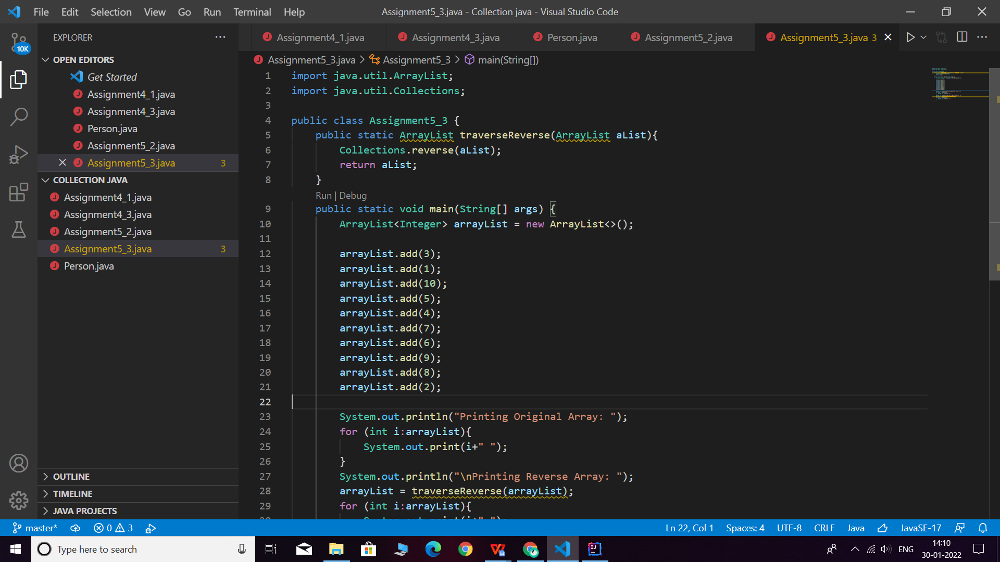 File Edit Selection View Go Run Terminal Help
Assignment5_3.java - Collection java - Visual Studio Code
10K
EXPLORER
OPEN EDITORS
Get Started
Assignment4_1.java
Assignment4_3.java
Person.java
Assignment5_2.java
Assignment5_3.java 3
COLLECTION JAVA
Assignment4_1.java
Assignment4_3.java
Assignment5_2.java
Assignment5_3.java 3
Person.java
OUTLINE
TIMELINE
JAVA PROJECTS
Assignment4_1.java Assignment4_3.java Person.java Assignment5_2.java Assignment5_3.java 3
Assignment5_3.java > Assignment5_3 > main(String[])
1 import java.util.ArrayList;
2 import java.util.Collections;
3
4 public class Assignment5_3 {
5 public static ArrayList traverseReverse(ArrayList aList){
6 Collections.reverse(aList);
7 return aList;
8 }
Run | Debug
9 public static void main(String[] args) {
10 ArrayList<Integer> arrayList = new ArrayList<>();
11
12 arrayList.add(3);
13 arrayList.add(1);
14 arrayList.add(10);
15 arrayList.add(5);
16 arrayList.add(4);
17 arrayList.add(7);
18 arrayList.add(6);
19 arrayList.add(9);
20 arrayList.add(8);
21 arrayList.add(2);
22
23 System.out.println("Printing Original Array: ");
24 for (int i:arrayList){
25 System.out.print(i+" ");
26 }
27 System.out.println("\nPrinting Reverse Array: ");
28 arrayList = traverseReverse(arrayList);
29 for (int i:arrayList){
master* 0 3
Ln 22, Col 1 Spaces: 4 UTF-8 CRLF Java JavaSE-17
Type here to search
ENG
14:10
30-01-2022